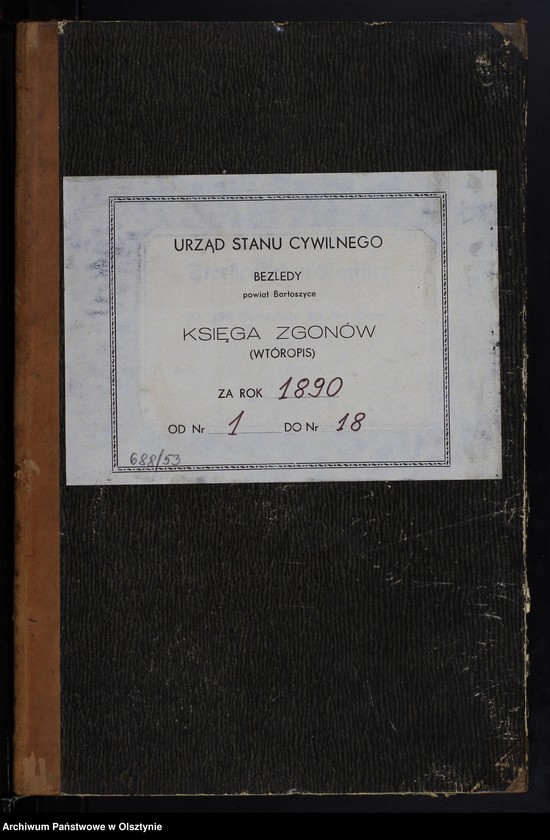 URZĄD STANU CYWILNEGO
BEZLEDY
powiat Bartoszyce
KSIĘGA ZGONÓW
(WTÓROPIS)
ZA ROK 1890
OD Nr 1 DO Nr 18
688/53
Archiwum Państwowe w Olsztynie